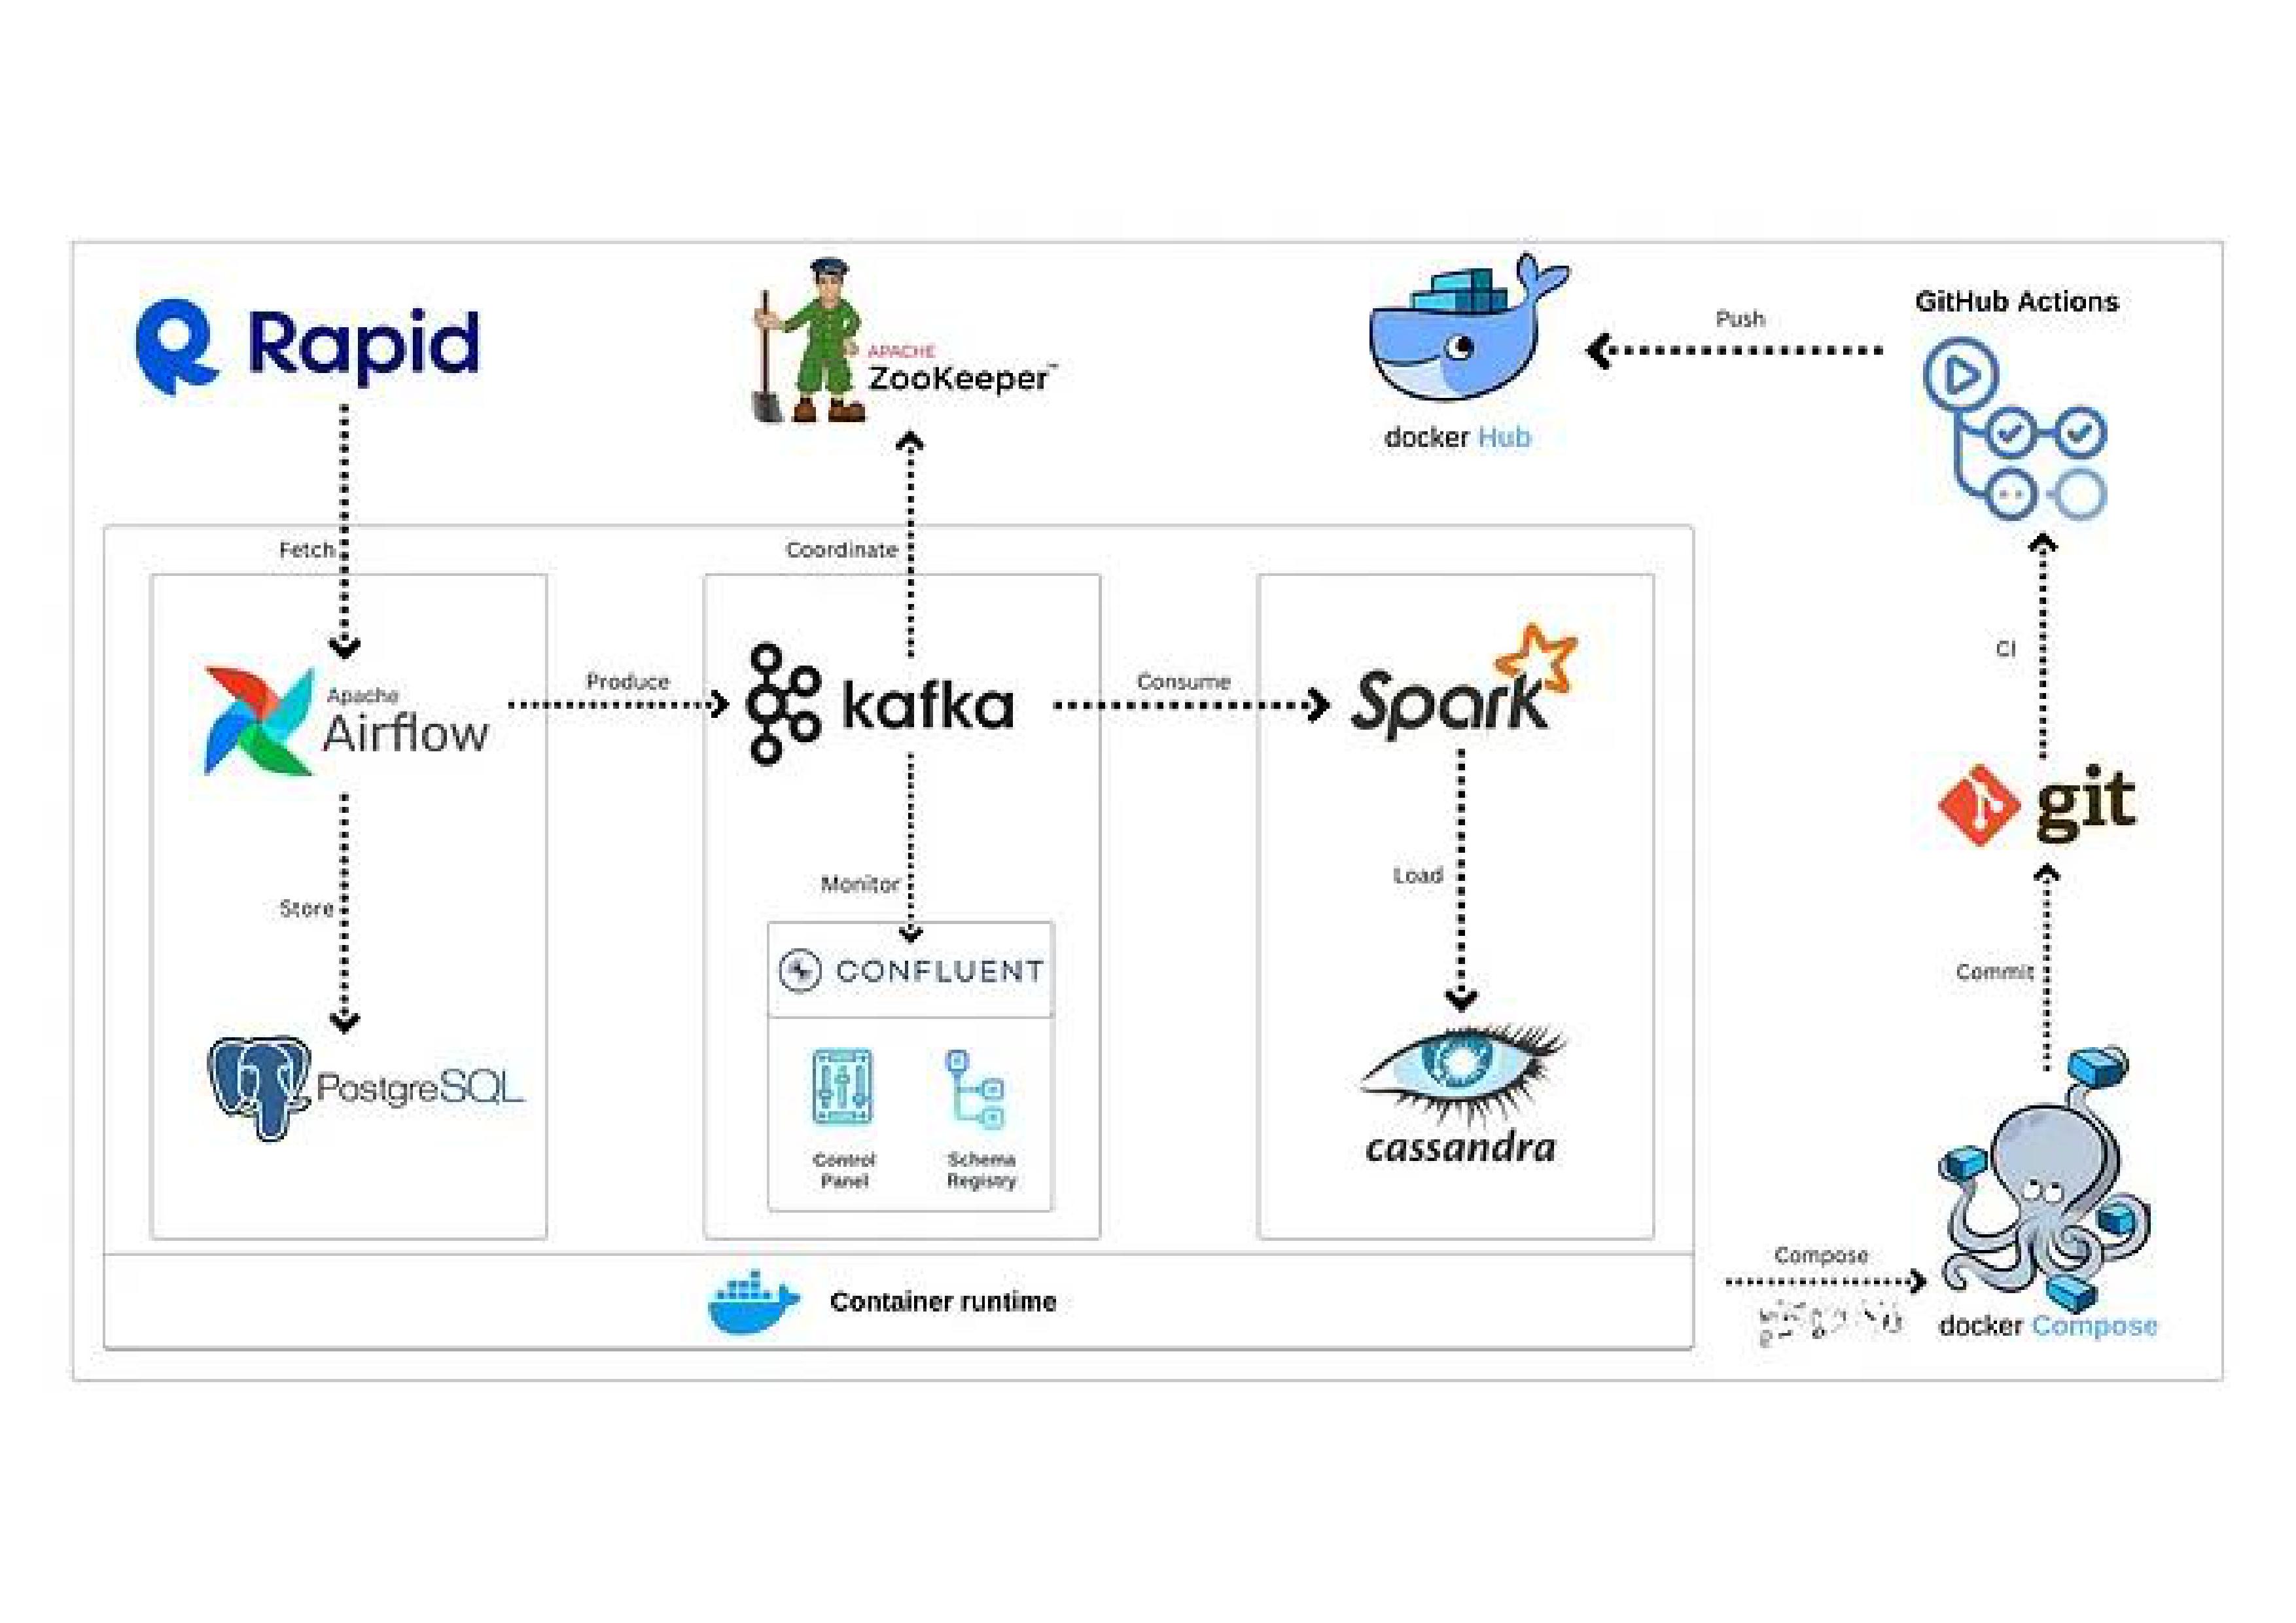 Rapid
APACHE
ZooKeeper™
docker Hub
Push
GitHub Actions
Fetch
Coordinate
CI
Apache
Airflow
Produce
kafka
Consume
Spark
git
Store
Monitor
Load
Commit
CONFLUENT
PostgreSQL
Control
Panel
Schema
Registry
cassandra
Compose
Container runtime
docker Compose